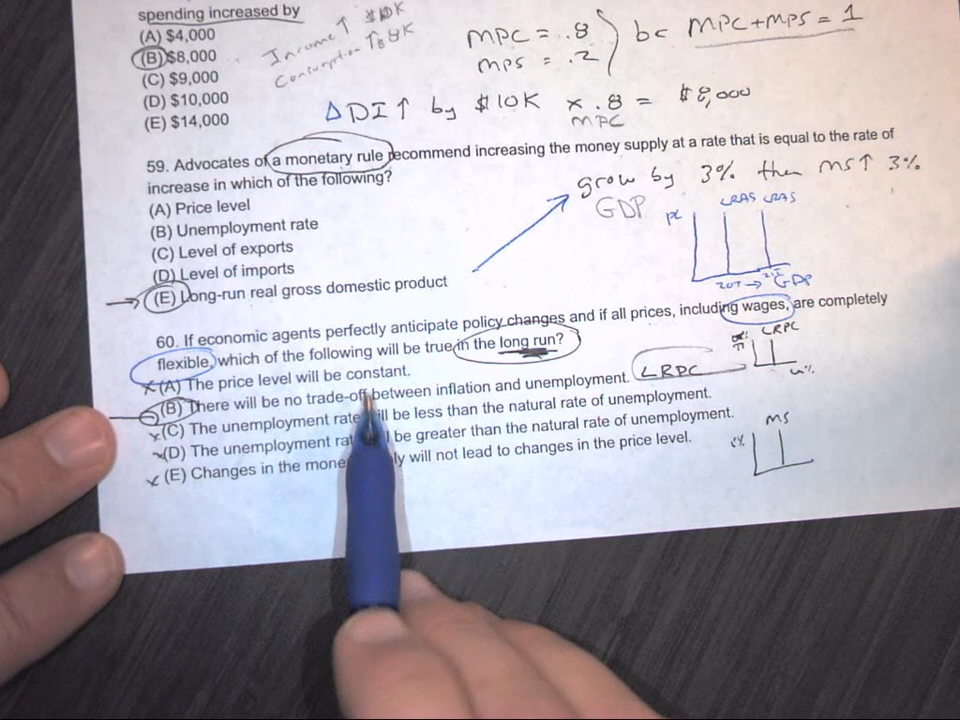 spending increased by
(A) $4,000
(B) $8,000
(C) $9,000
(D) $10,000
(E) $14,000
Income ↑ $10K
Consumption ↑ 8K
MPC = .8
MPS = .2
bc MPC+MPS = 1
Δ DI ↑ by $10K x .8 = $8,000
MPC
59. Advocates of a monetary rule recommend increasing the money supply at a rate that is equal to the rate of
increase in which of the following?
(A) Price level
(B) Unemployment rate
(C) Level of exports
(D) Level of imports
(E) Long-run real gross domestic product
grow by 3% then MS ↑ 3%
GDP
PL
LRAS LRAS
GDP
60. If economic agents perfectly anticipate policy changes and if all prices, including wages, are completely
flexible, which of the following will be true in the long run?
(A) The price level will be constant.
(B) There will be no trade-off between inflation and unemployment.
(C) The unemployment rate will be less than the natural rate of unemployment.
(D) The unemployment be greater than the natural rate of unemployment.
(E) Changes in the will not lead to changes in the price level.
LRPC
LRPC
u%
MS